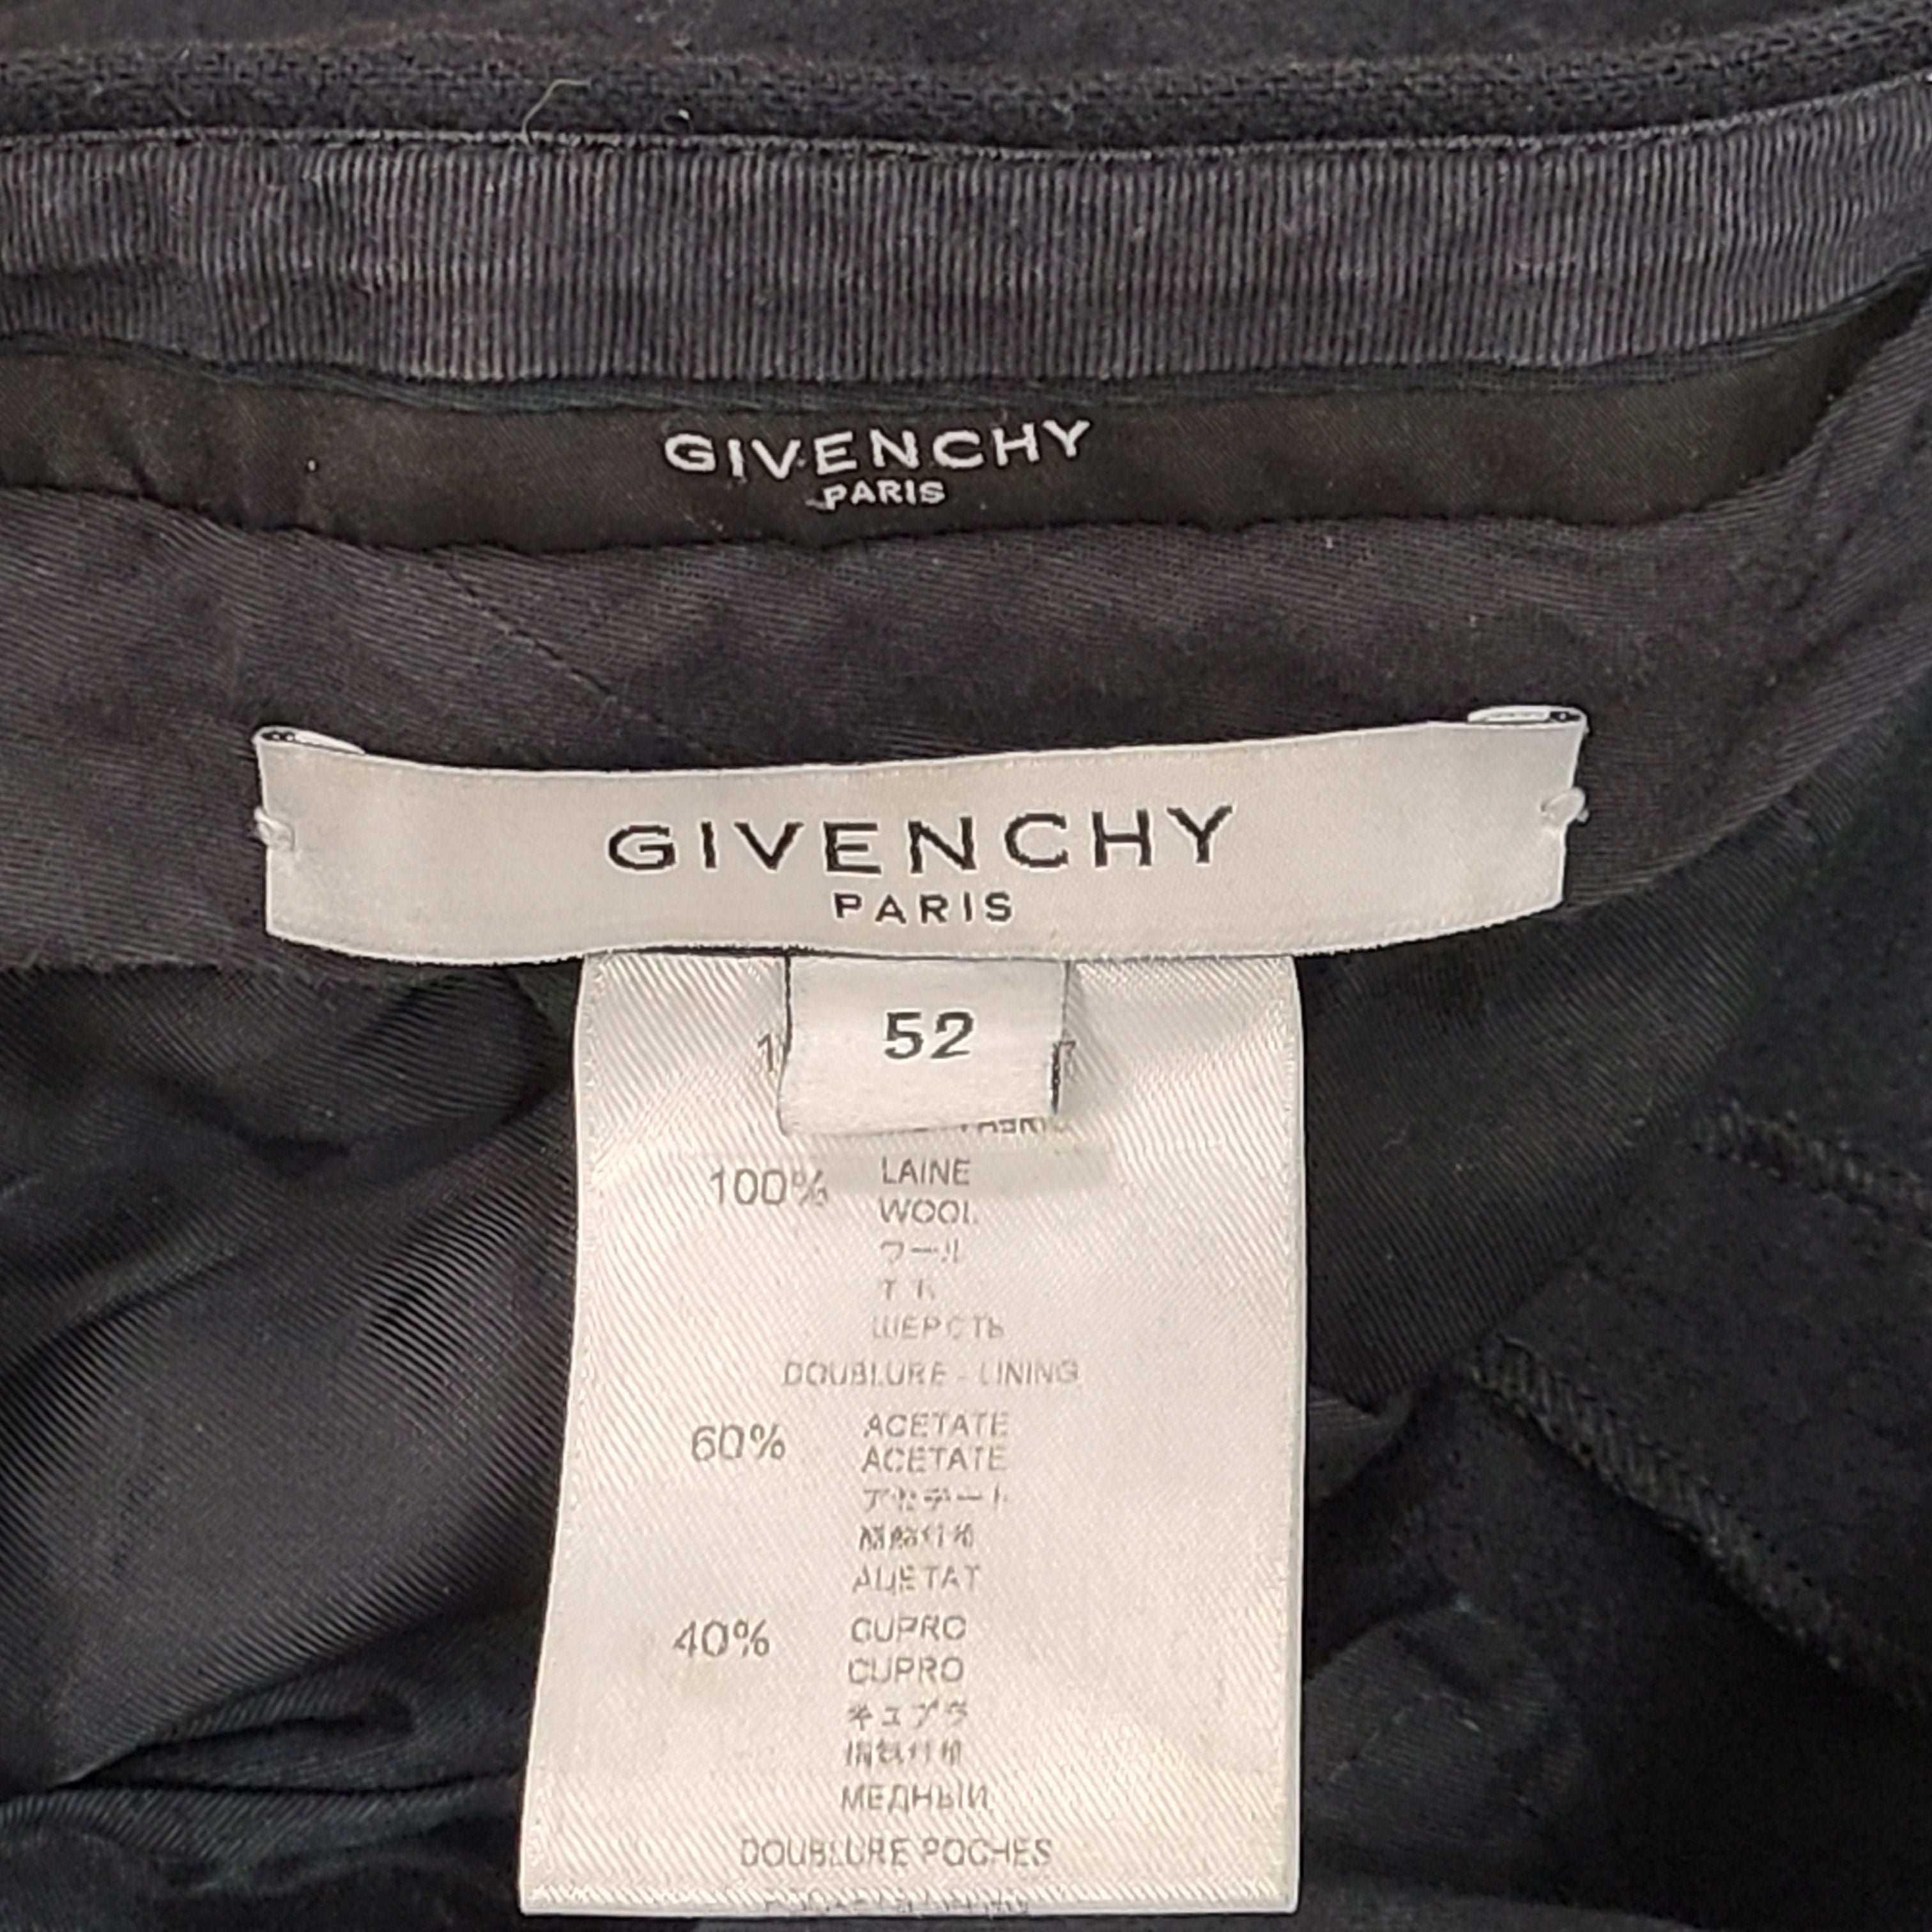 GIVENCHY
PARIS
GIVENCHY
PARIS
52
100% LAINE
WOOL
ウール
ШЕРСТЬ
DOUBLURE - LINING
60% ACETATE
ACETATE
アセテート
АЦЕТАТ
40% CUPRO
CUPRO
キュプラ
МЕДНЫЙ
DOUBLURE POCHES